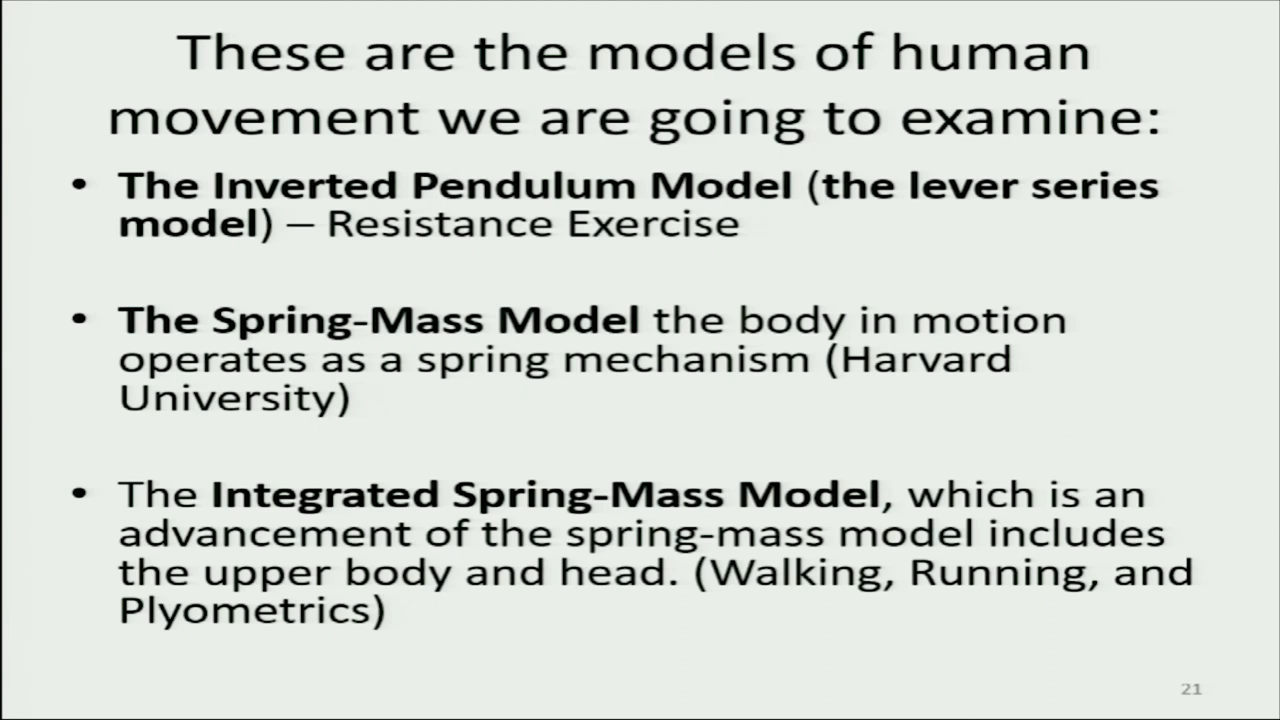 These are the models of human
movement we are going to examine:
• The Inverted Pendulum Model (the lever series
model) – Resistance Exercise
• The Spring-Mass Model the body in motion
operates as a spring mechanism (Harvard
University)
• The Integrated Spring-Mass Model, which is an
advancement of the spring-mass model includes
the upper body and head. (Walking, Running, and
Plyometrics)
21